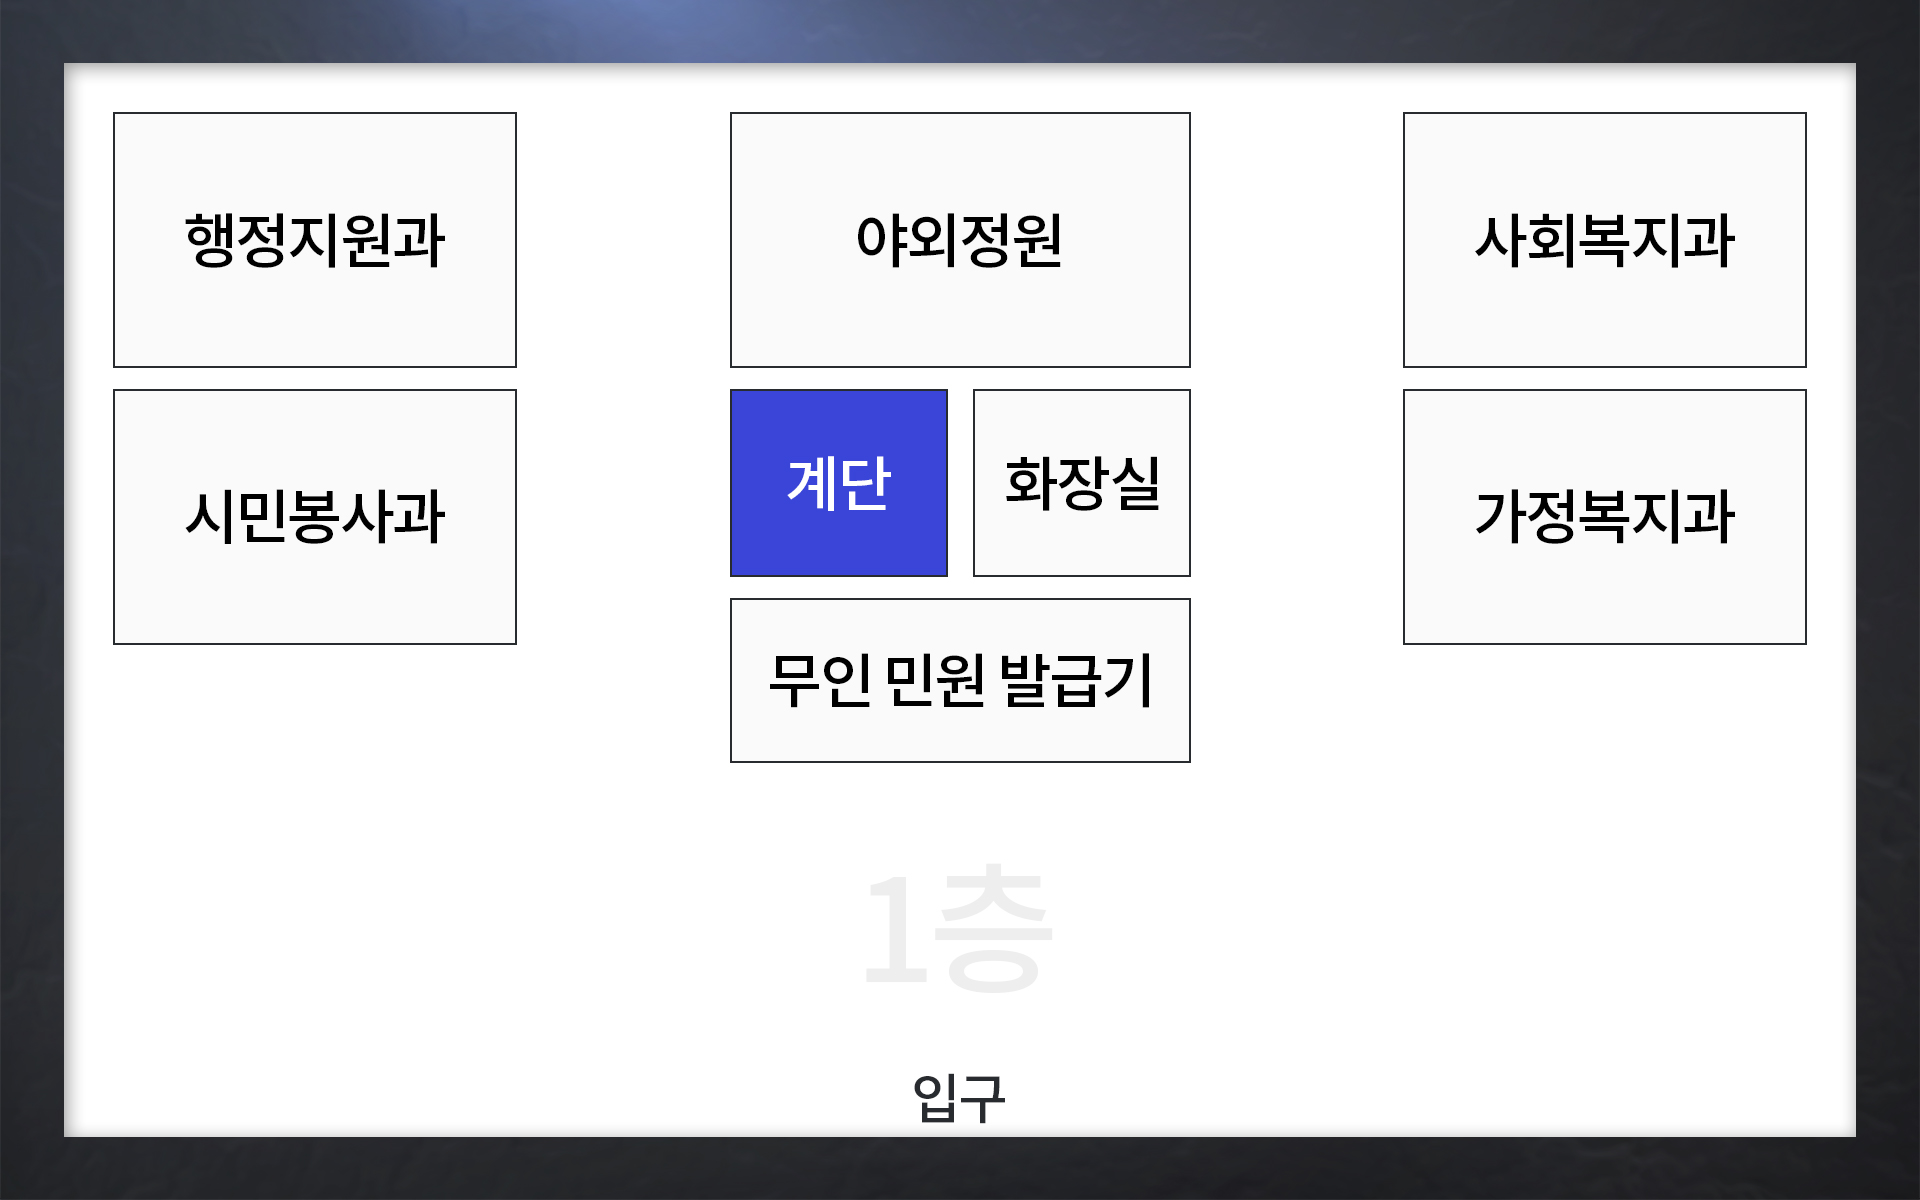 행정지원과
야외정원
사회복지과
시민봉사과
계단
화장실
가정복지과
무인 민원 발급기
1층
입구